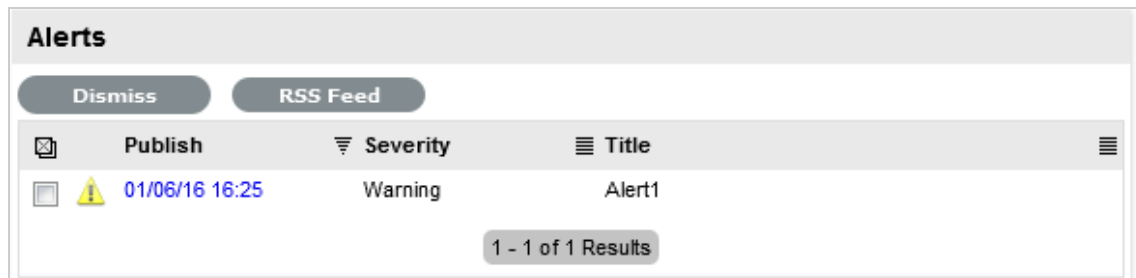 Alerts
Dismiss RSS Feed
Publish Severity Title
01/06/16 16:25 Warning Alert1
1 - 1 of 1 Results